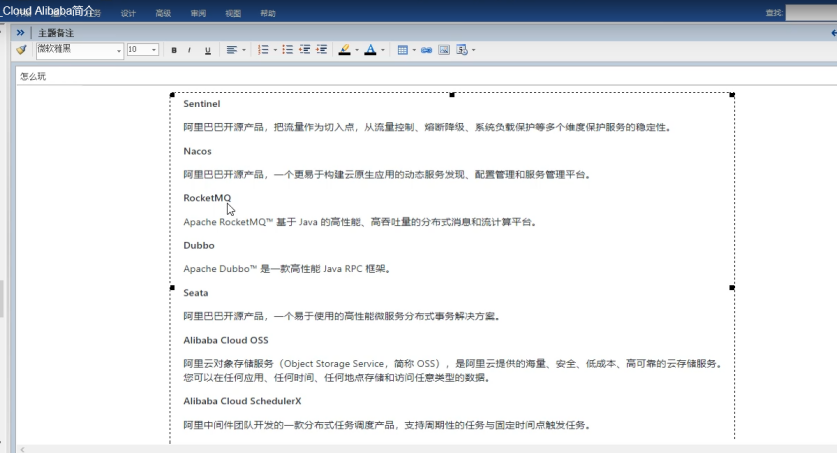 _Cloud Alibaba简介
任务 设计 高级 审阅 视图 帮助 查找:
主题备注
微软雅黑 10 B I U
怎么玩
Sentinel
阿里巴巴开源产品，把流量作为切入点，从流量控制、熔断降级、系统负载保护等多个维度保护服务的稳定性。
Nacos
阿里巴巴开源产品，一个更易于构建云原生应用的动态服务发现、配置管理和服务管理平台。
RocketMQ
Apache RocketMQ™ 基于 Java 的高性能、高吞吐量的分布式消息和流计算平台。
Dubbo
Apache Dubbo™ 是一款高性能 Java RPC 框架。
Seata
阿里巴巴开源产品，一个易于使用的高性能微服务分布式事务解决方案。
Alibaba Cloud OSS
阿里云对象存储服务（Object Storage Service，简称 OSS），是阿里云提供的海量、安全、低成本、高可靠的云存储服务。
您可以在任何应用、任何时间、任何地点存储和访问任意类型的数据。
Alibaba Cloud SchedulerX
阿里中间件团队开发的一款分布式任务调度产品，支持周期性的任务与固定时间点触发任务。